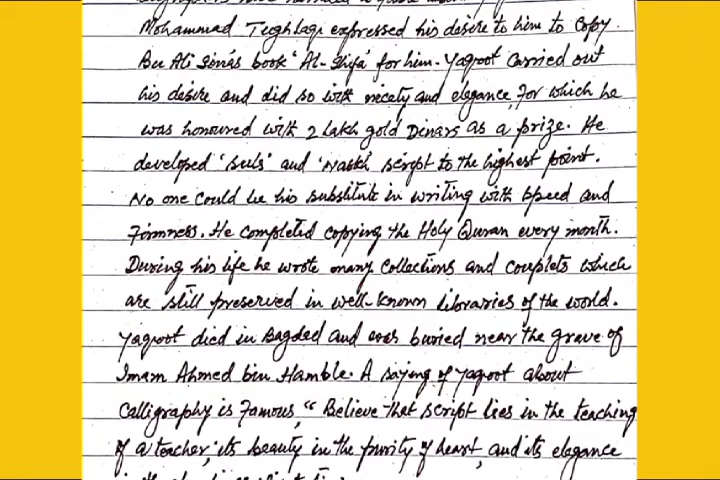 Mohammad Tughlaq expressed his desire to him to copy.
Bu Ali Sina's book 'Al-Shifa' for him - Yaqoot carried out
his desire and did so with nicety and elegance, for which he
was honoured with 2 lakh gold Dinars as a prize. He
developed 'Suls' and 'Naskh' script to the highest point.
No one could be his substitute in writing with speed and
Firmness. He completed copying the Holy Quran every month.
During his life he wrote many collections and couplets which
are still preserved in well-known libraries of the world.
Yaqoot died in Bagded and was buried near the grave of
Imam Ahmed bin Hamble. A saying of Yaqoot about
Calligraphy is Famous, "Believe that script lies in the teaching
of a teacher; its beauty in the purity of heart, and its elegance